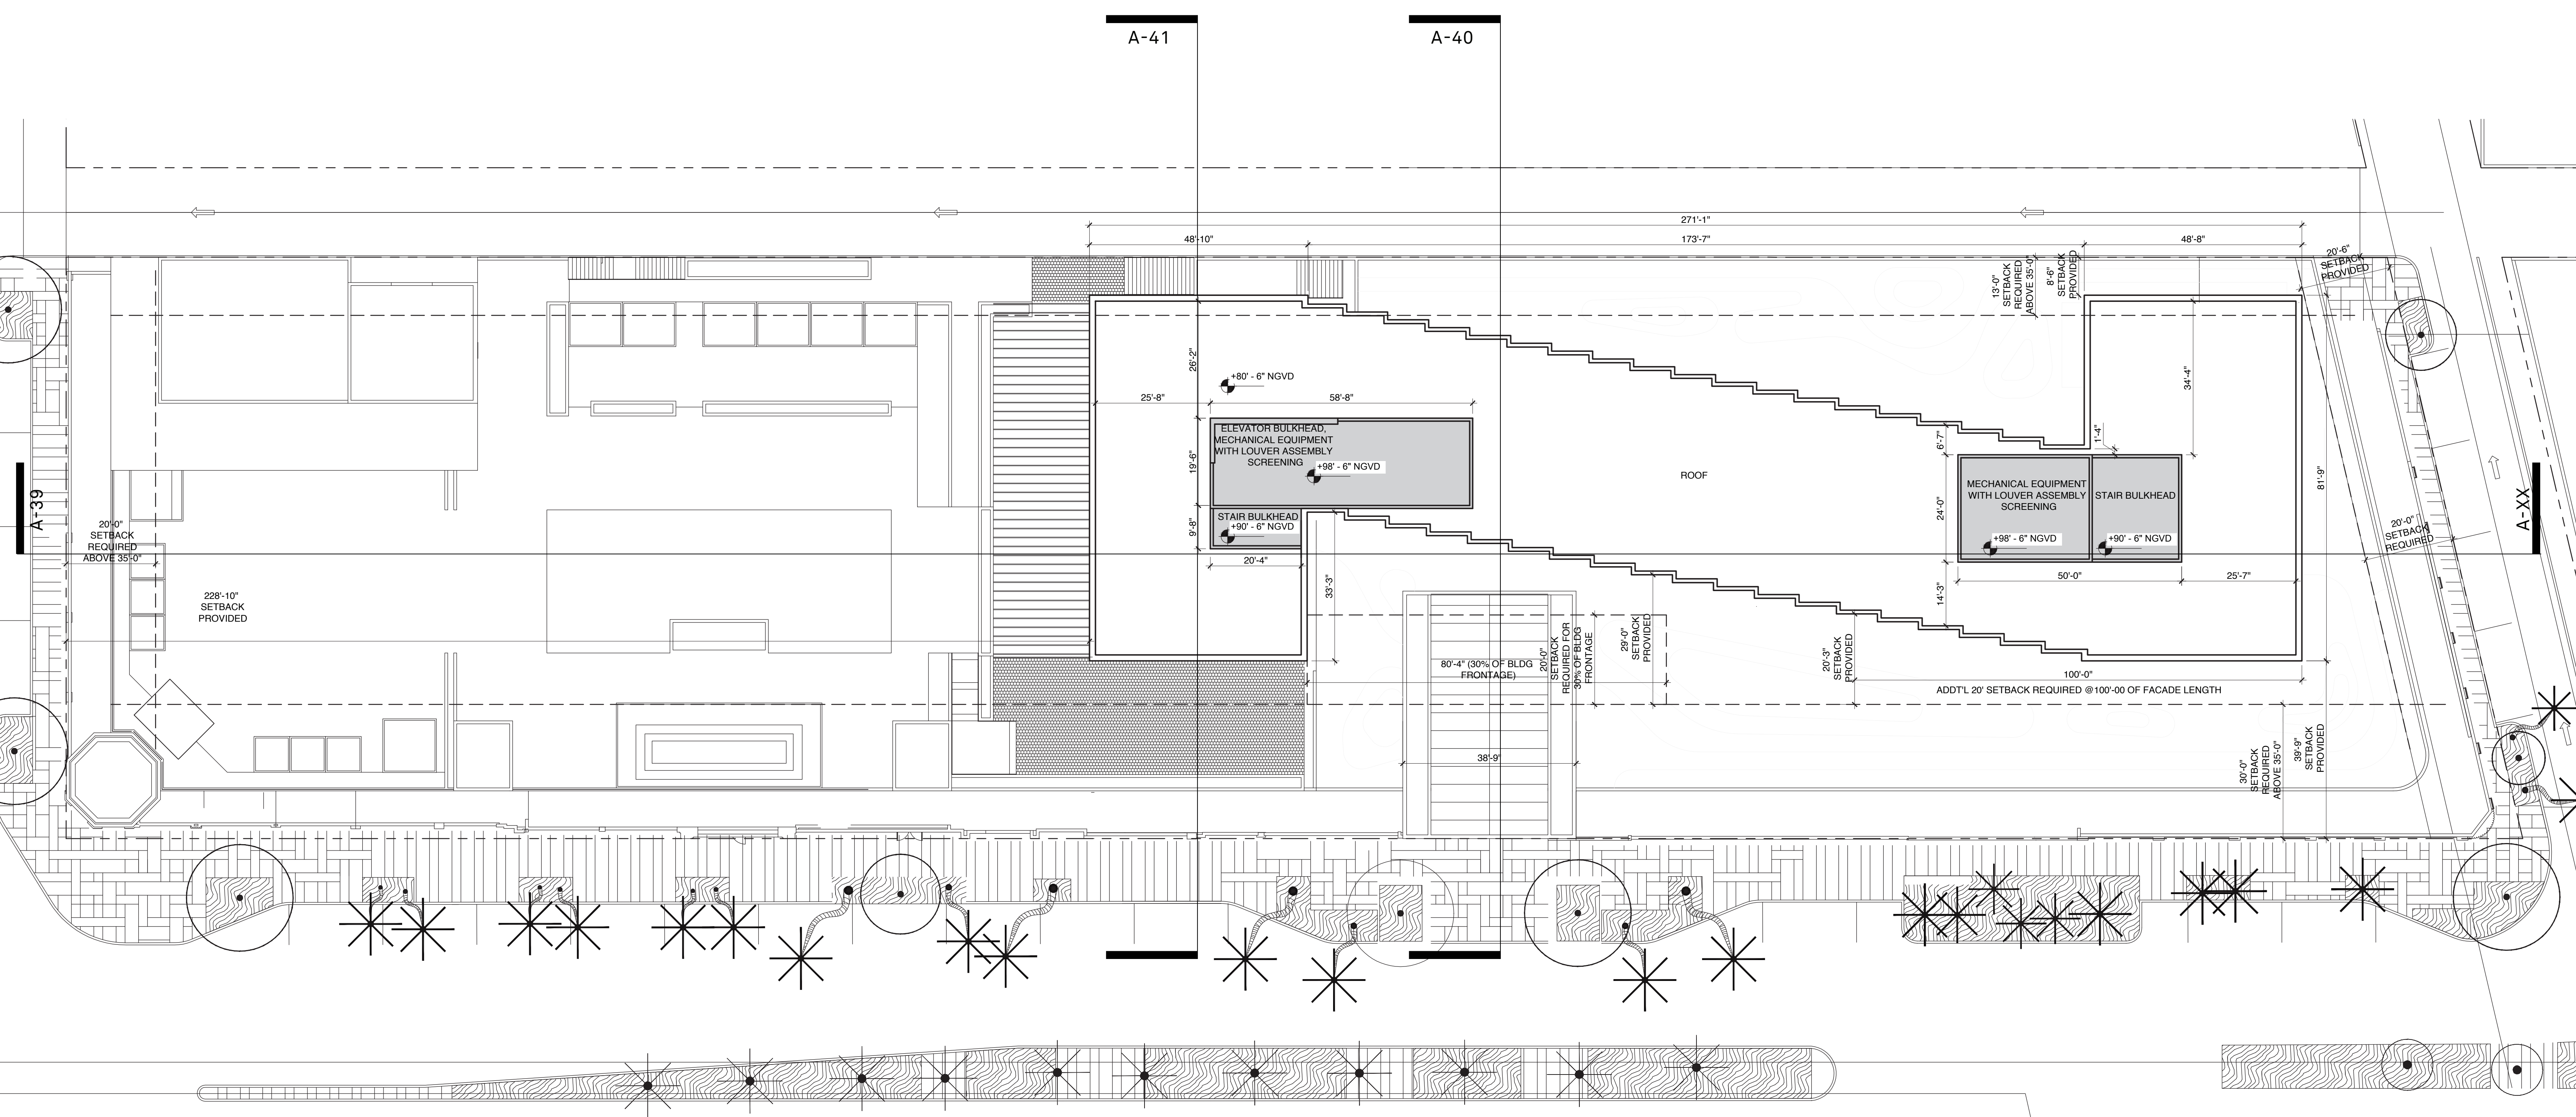 A-41
A-40
271'-1"
48'-10"
173'-7"
48'-8"
20'-6"
SETBACK
PROVIDED
13'-0"
SETBACK
REQUIRED
ABOVE 35'-0"
8'-6"
SETBACK
PROVIDED
26'-2"
+80' - 6" NGVD
25'-8"
58'-8"
34'-4"
ELEVATOR BULKHEAD,
MECHANICAL EQUIPMENT
WITH LOUVER ASSEMBLY
SCREENING
+98' - 6" NGVD
19'-6"
ROOF
6'-7"
1'-4"
MECHANICAL EQUIPMENT
WITH LOUVER ASSEMBLY
SCREENING
STAIR BULKHEAD
+98' - 6" NGVD
+90' - 6" NGVD
24'-0"
81'-9"
A-39
A-XX
20'-0"
SETBACK
REQUIRED
ABOVE 35'-0"
STAIR BULKHEAD
+90' - 6" NGVD
9'-8"
20'-4"
20'-0"
SETBACK
REQUIRED
50'-0"
25'-7"
228'-10"
SETBACK
PROVIDED
33'-3"
14'-3"
80'-4" (30% OF BLDG
FRONTAGE)
20'-0"
SETBACK
REQUIRED FOR
30% OF BLDG
FRONTAGE
29'-0"
SETBACK
PROVIDED
20'-3"
SETBACK
PROVIDED
100'-0"
ADDT'L 20' SETBACK REQUIRED @100'-00 OF FACADE LENGTH
38'-9"
30'-0"
SETBACK
REQUIRED
ABOVE 35'-0"
39'-9"
SETBACK
PROVIDED